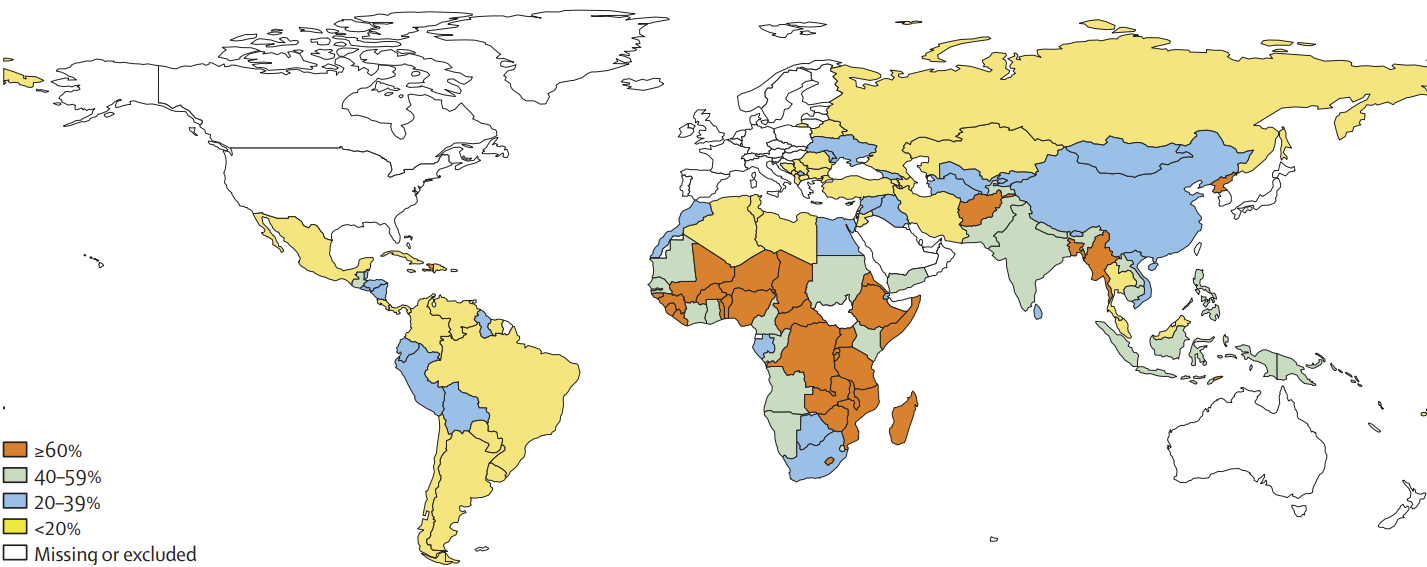 ≥60%
40–59%
20–39%
<20%
Missing or excluded